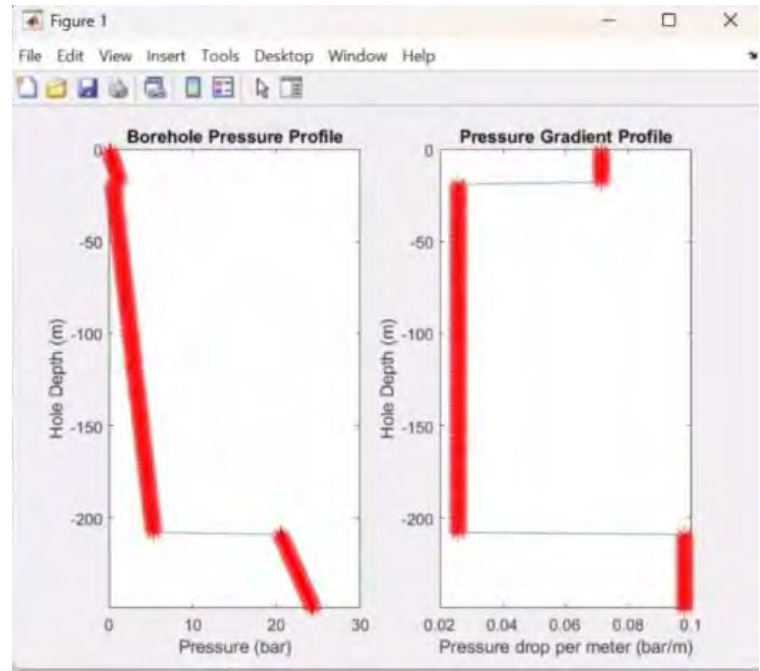 Figure 1
File Edit View Insert Tools Desktop Window Help
Borehole Pressure Profile
0
-50
-100
-150
-200
Hole Depth (m)
0 10 20 30
Pressure (bar)
Pressure Gradient Profile
0
-50
-100
-150
-200
Hole Depth (m)
0.02 0.04 0.06 0.08 0.1
Pressure drop per meter (bar/m)